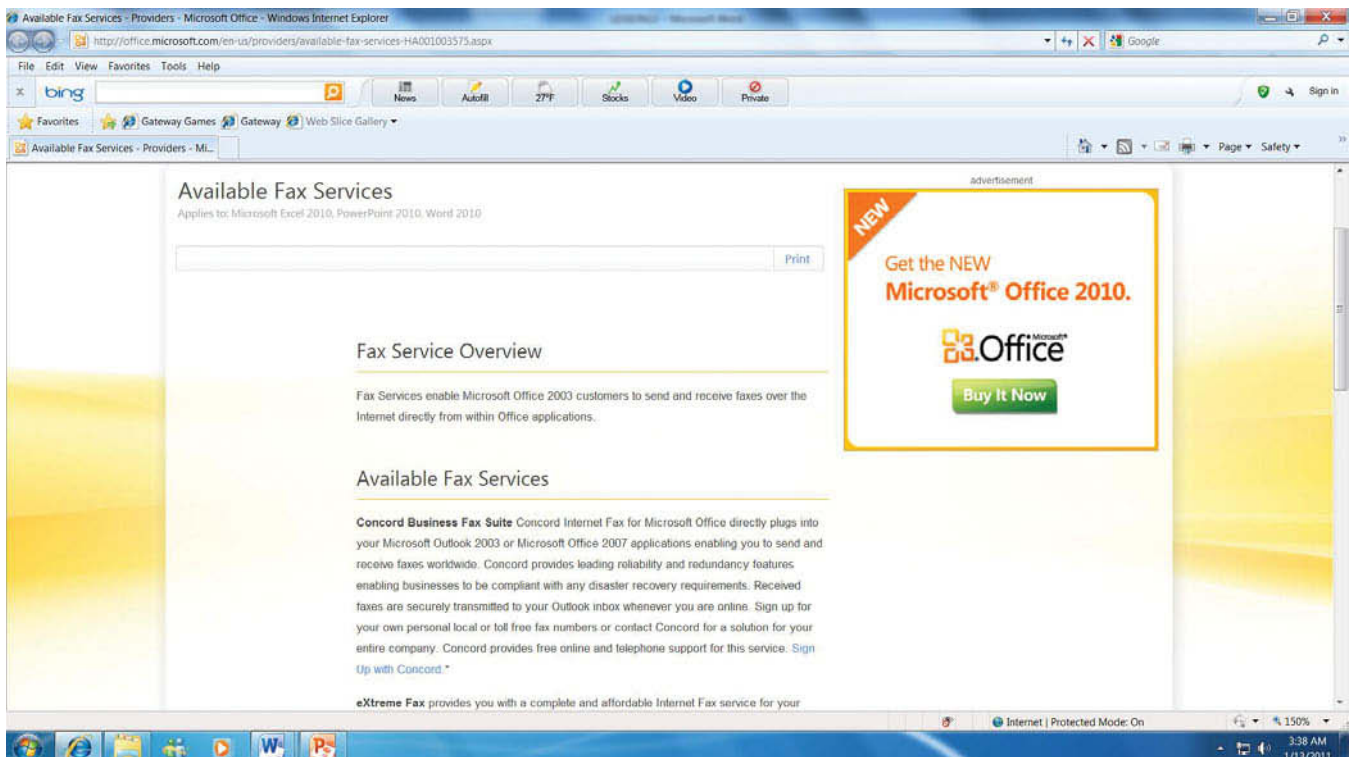 Available Fax Services - Providers - Microsoft Office - Windows Internet Explorer
http://office.microsoft.com/en-us/providers/available-fax-services-HA001003575.aspx
Google
File Edit View Favorites Tools Help
x bing
News Autofill 27°F Stocks Video Private
Sign in
Favorites Gateway Games Gateway Web Slice Gallery
Available Fax Services - Providers - Mi...
Page Safety
Available Fax Services
Applies to: Microsoft Excel 2010, PowerPoint 2010, Word 2010
Print
Fax Service Overview
Fax Services enable Microsoft Office 2003 customers to send and receive faxes over the
Internet directly from within Office applications.
Available Fax Services
Concord Business Fax Suite Concord Internet Fax for Microsoft Office directly plugs into
your Microsoft Outlook 2003 or Microsoft Office 2007 applications enabling you to send and
receive faxes worldwide. Concord provides leading reliability and redundancy features
enabling businesses to be compliant with any disaster recovery requirements. Received
faxes are securely transmitted to your Outlook inbox whenever you are online. Sign up for
your own personal local or toll free fax numbers or contact Concord for a solution for your
entire company. Concord provides free online and telephone support for this service. Sign
Up with Concord.*
eXtreme Fax provides you with a complete and affordable Internet Fax service for your
advertisement
NEW
Get the NEW
Microsoft® Office 2010.
Microsoft®
Office
Buy It Now
Internet | Protected Mode: On
150%
3:38 AM
1/13/2011